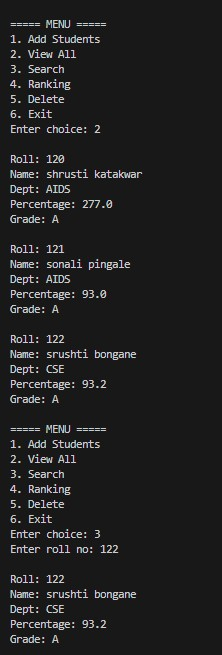 ===== MENU =====
1. Add Students
2. View All
3. Search
4. Ranking
5. Delete
6. Exit
Enter choice: 2
Roll: 120
Name: shrusti katakwar
Dept: AIDS
Percentage: 277.0
Grade: A
Roll: 121
Name: sonali pingale
Dept: AIDS
Percentage: 93.0
Grade: A
Roll: 122
Name: srushti bongane
Dept: CSE
Percentage: 93.2
Grade: A
===== MENU =====
1. Add Students
2. View All
3. Search
4. Ranking
5. Delete
6. Exit
Enter choice: 3
Enter roll no: 122
Roll: 122
Name: srushti bongane
Dept: CSE
Percentage: 93.2
Grade: A